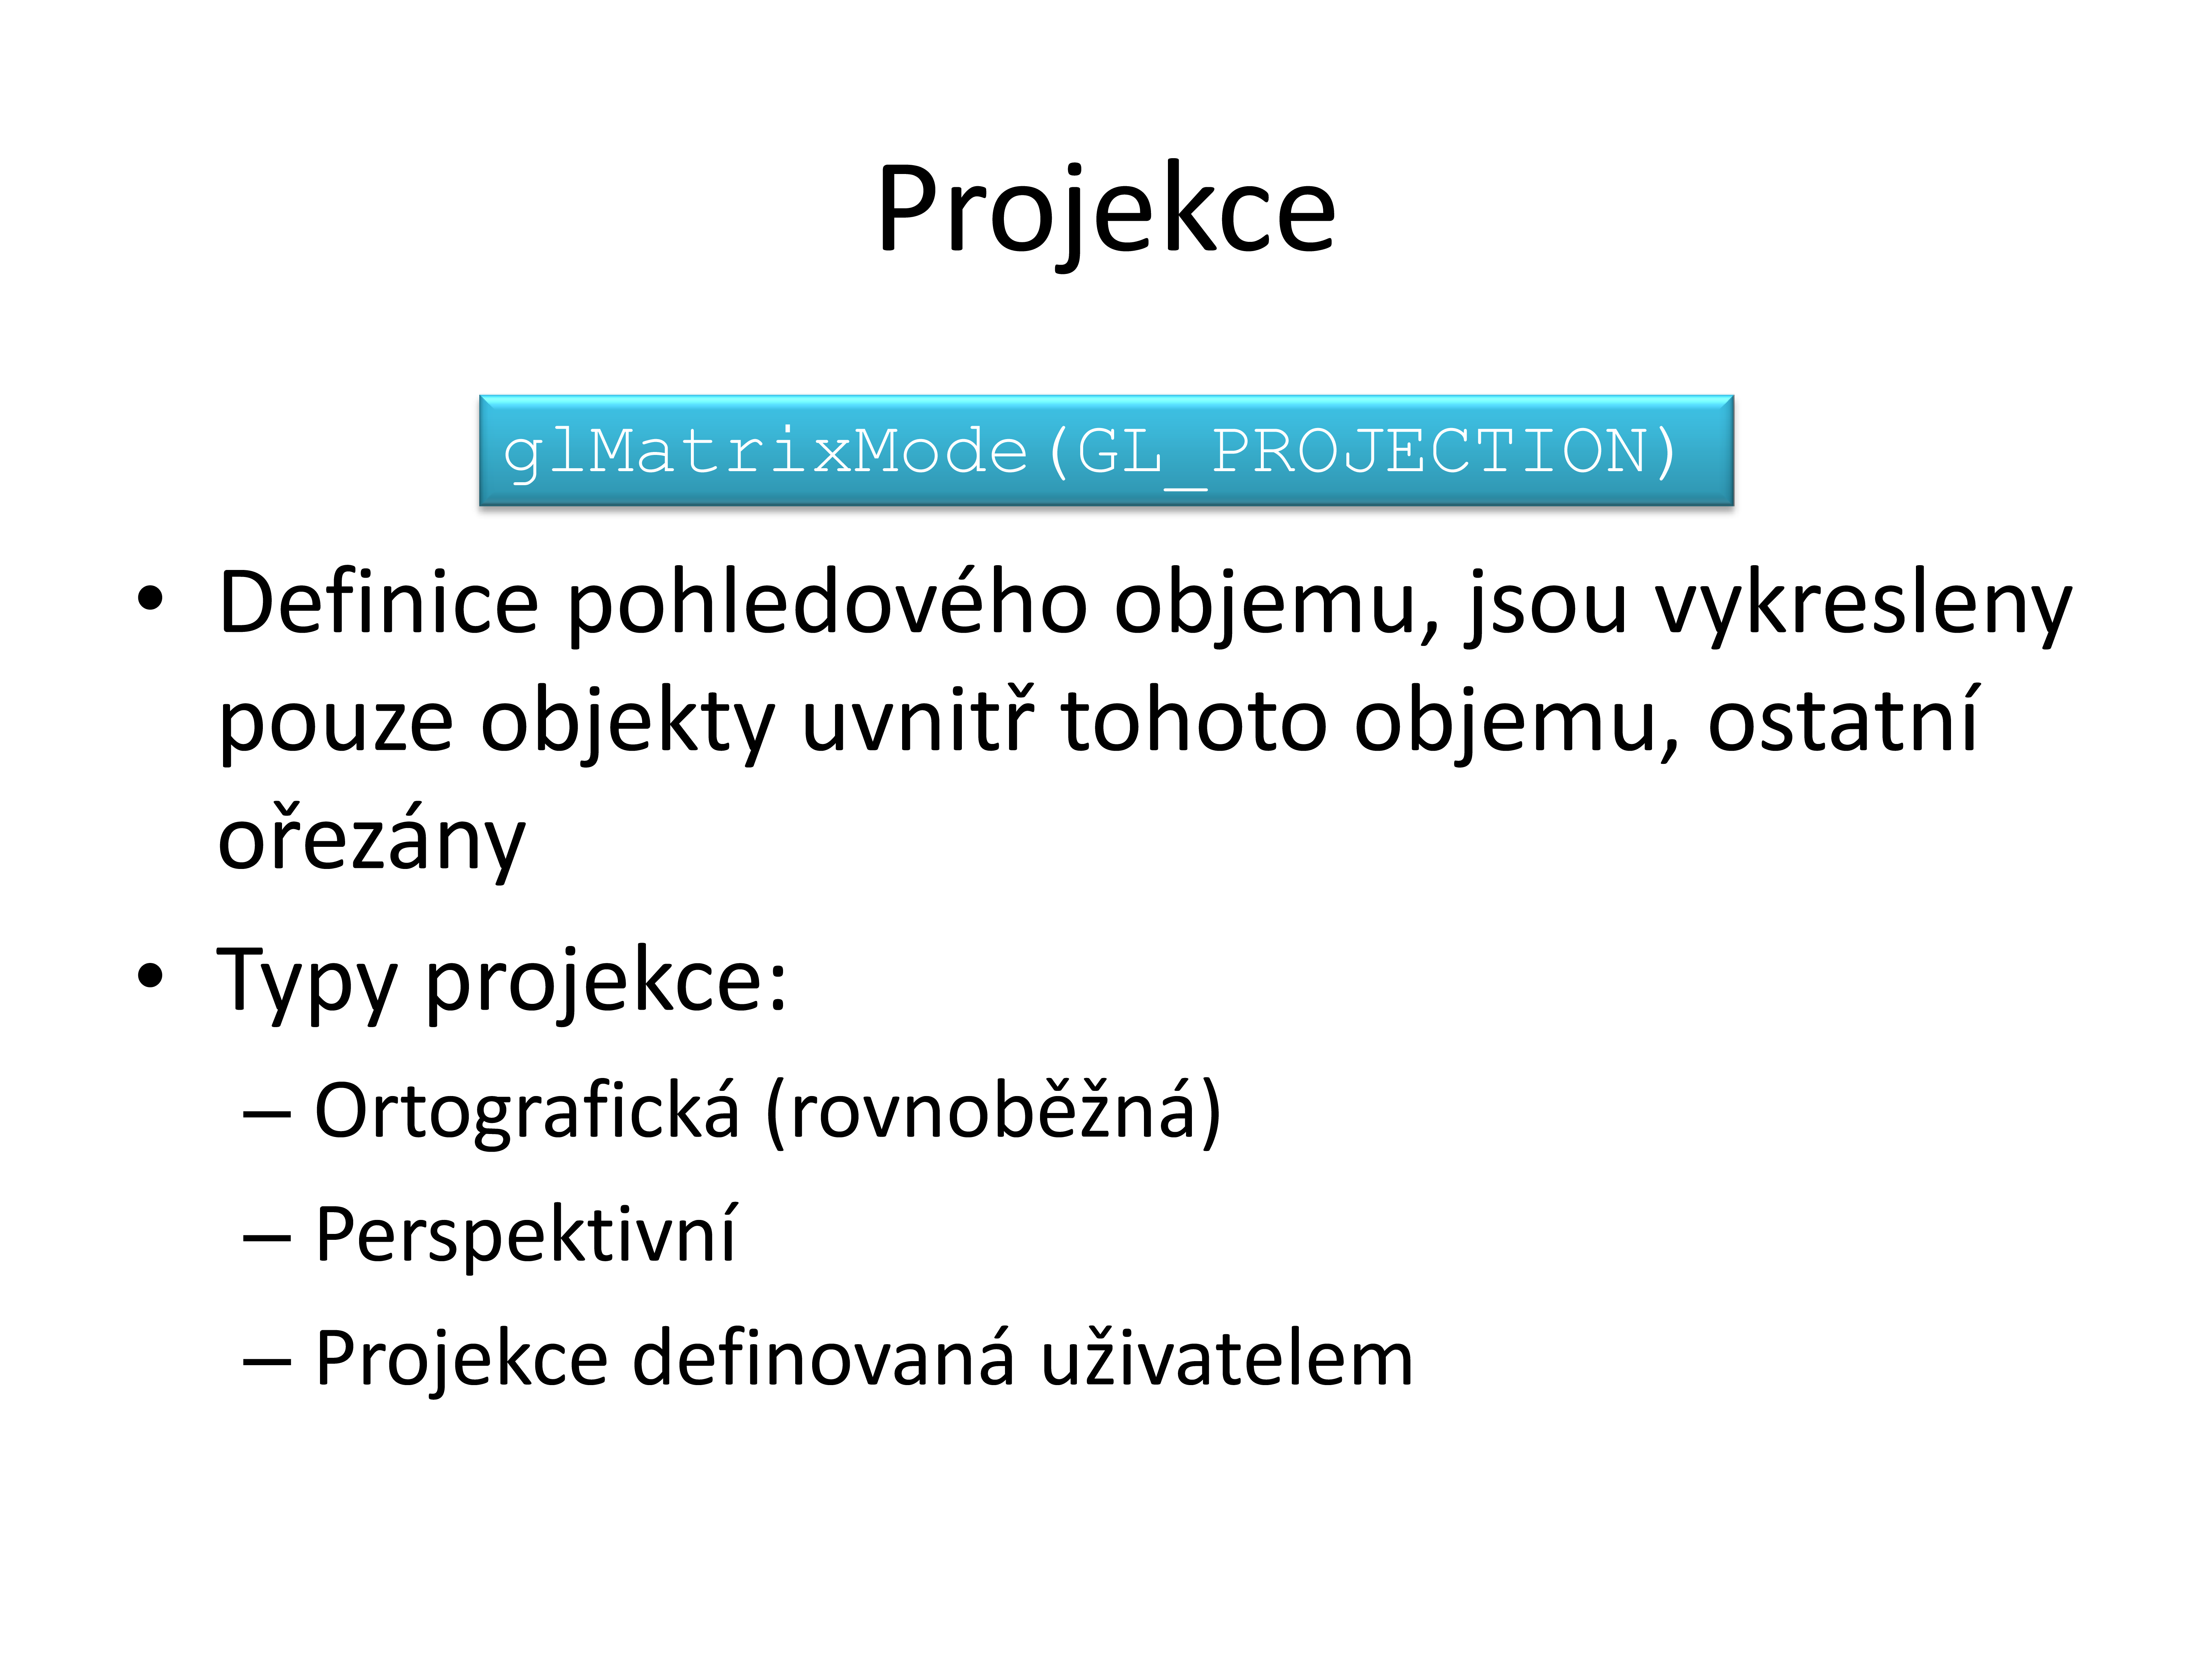 Projekce
glMatrixMode(GL_PROJECTION)
• Definice pohledového objemu, jsou vykresleny
pouze objekty uvnitř tohoto objemu, ostatní
ořezány
• Typy projekce:
– Ortografická (rovnoběžná)
– Perspektivní
– Projekce definovaná uživatelem